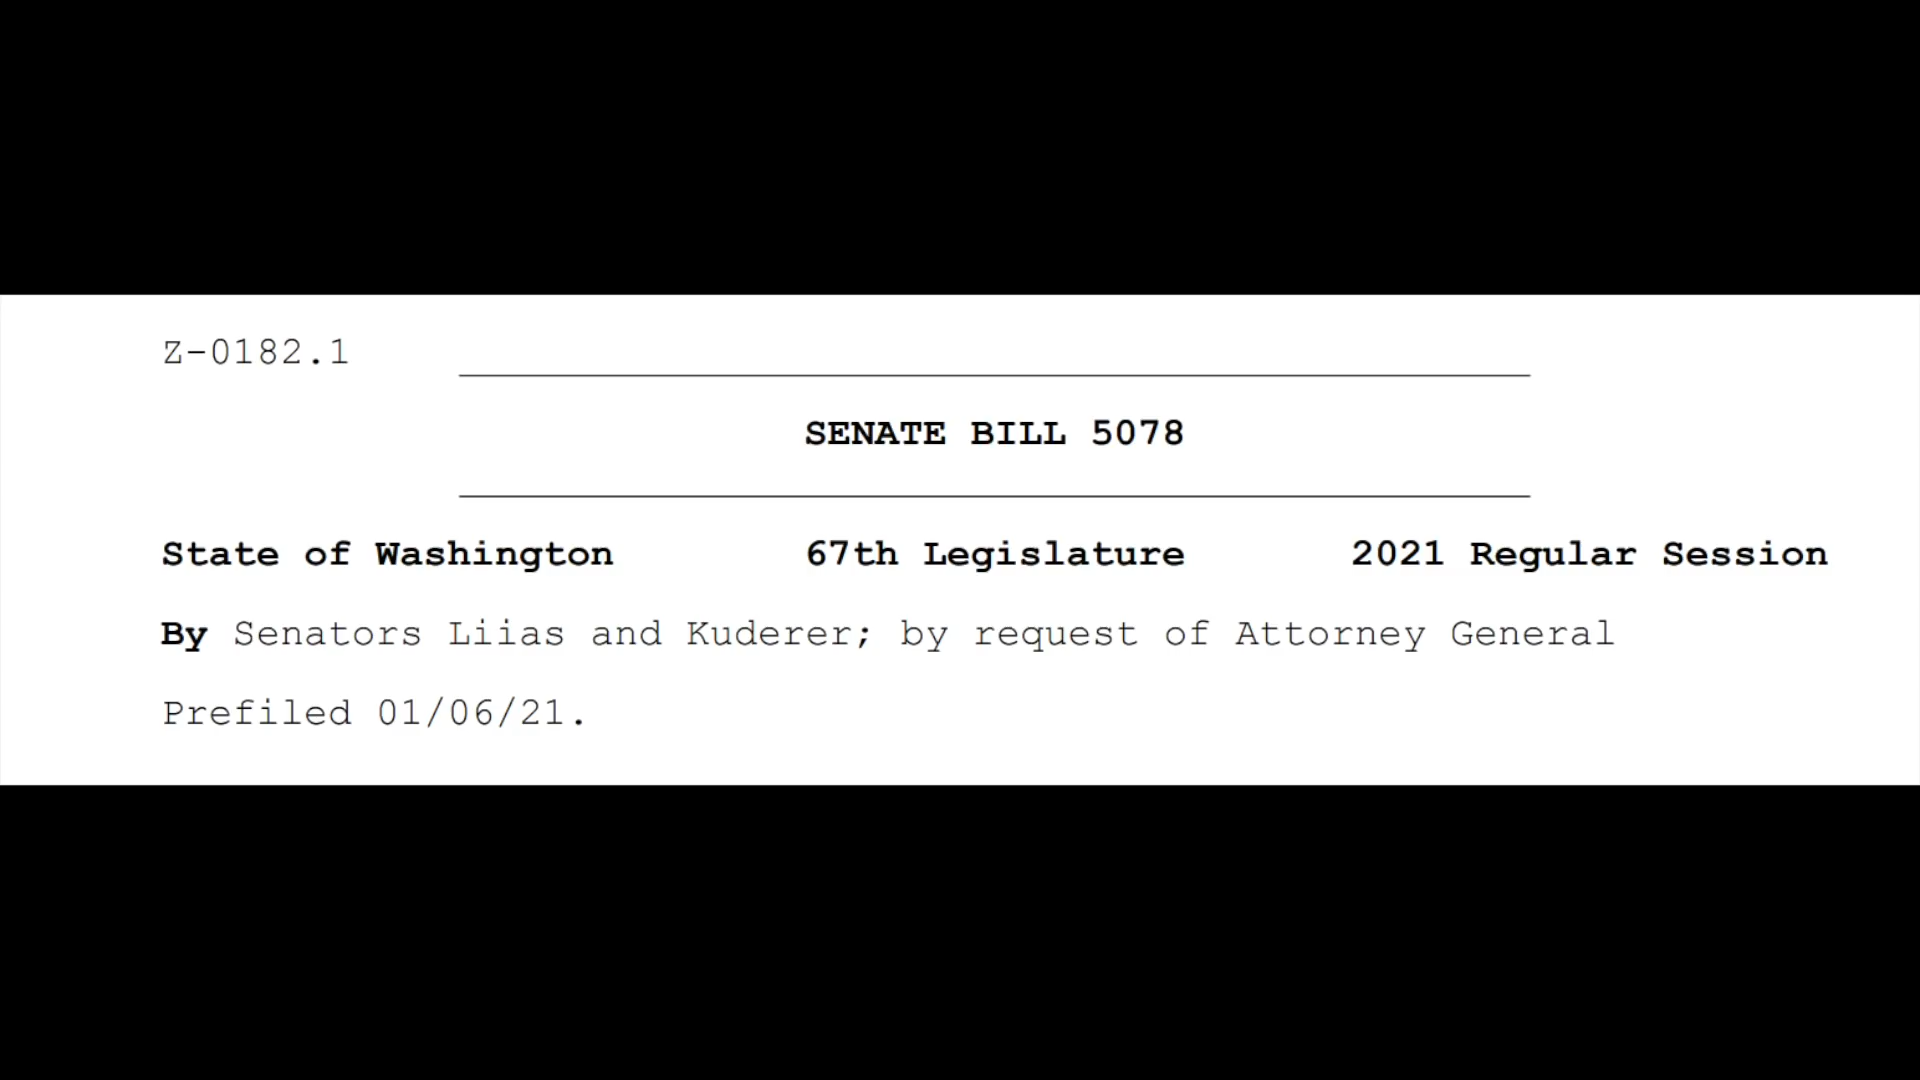 Z-0182.1
SENATE BILL 5078
State of Washington 67th Legislature 2021 Regular Session
By Senators Liias and Kuderer; by request of Attorney General
Prefiled 01/06/21.